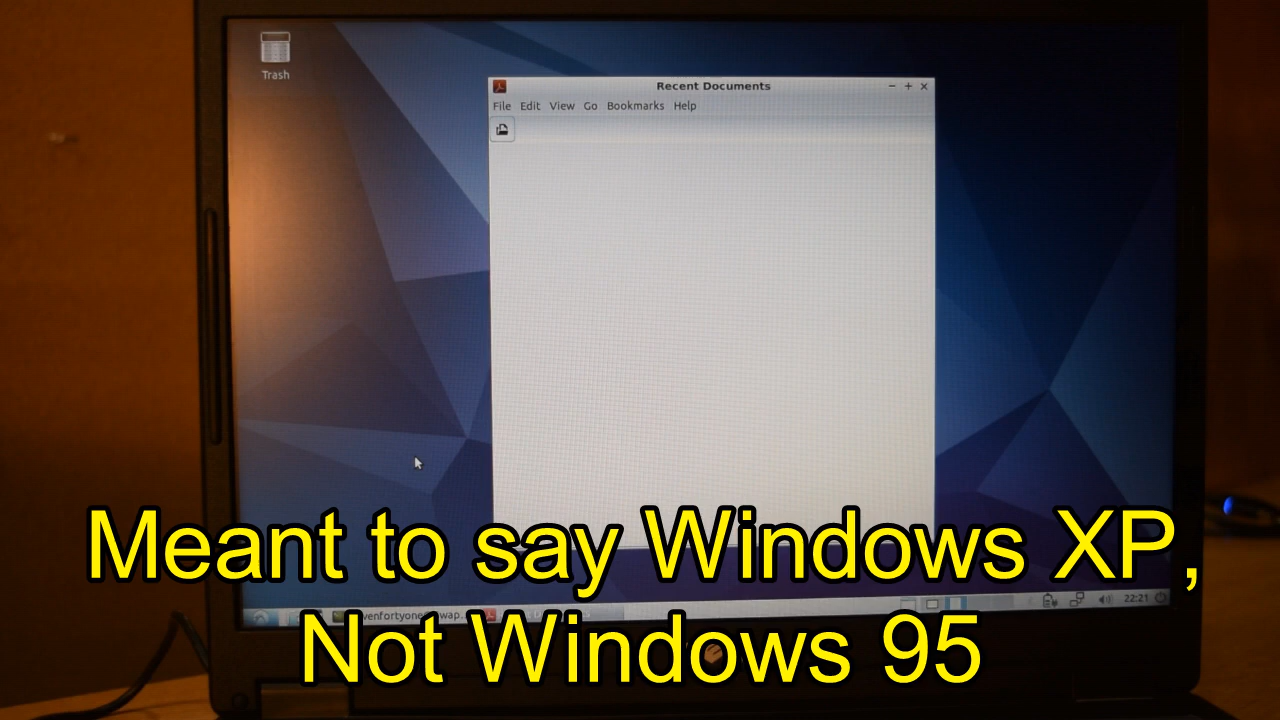 Trash
Recent Documents
File Edit View Go Bookmarks Help
Meant to say Windows XP,
22:21
Not Windows 95